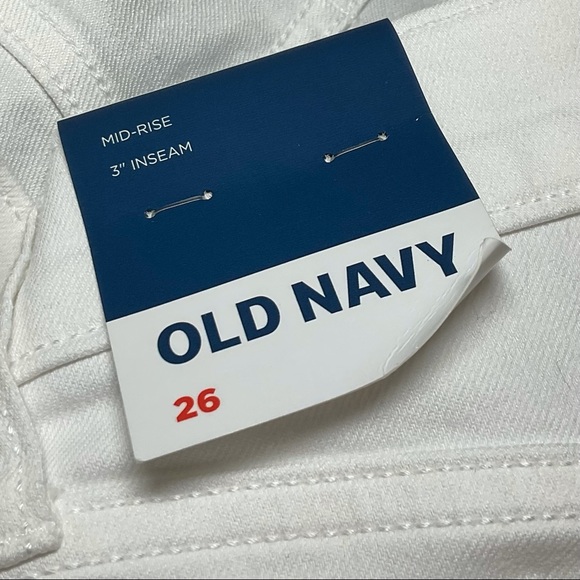 MID-RISE
3" INSEAM
OLD NAVY
26